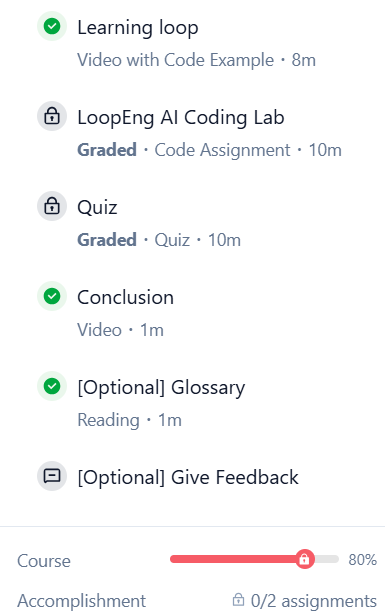 Learning loop
Video with Code Example · 8m
LoopEng AI Coding Lab
Graded · Code Assignment · 10m
Quiz
Graded · Quiz · 10m
Conclusion
Video · 1m
[Optional] Glossary
Reading · 1m
[Optional] Give Feedback
Course 80%
Accomplishment 0/2 assignments